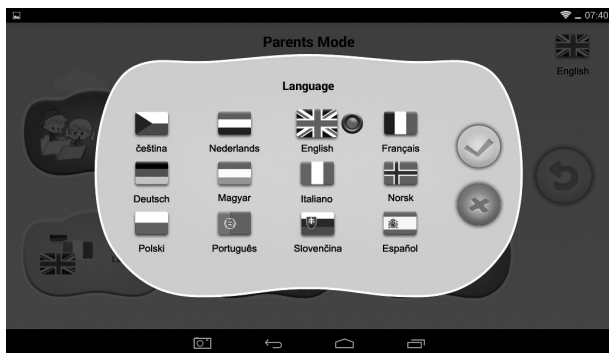 07:40
Parents Mode
English
Language
čeština Nederlands English Français
Deutsch Magyar Italiano Norsk
Polski Português Slovenčina Español